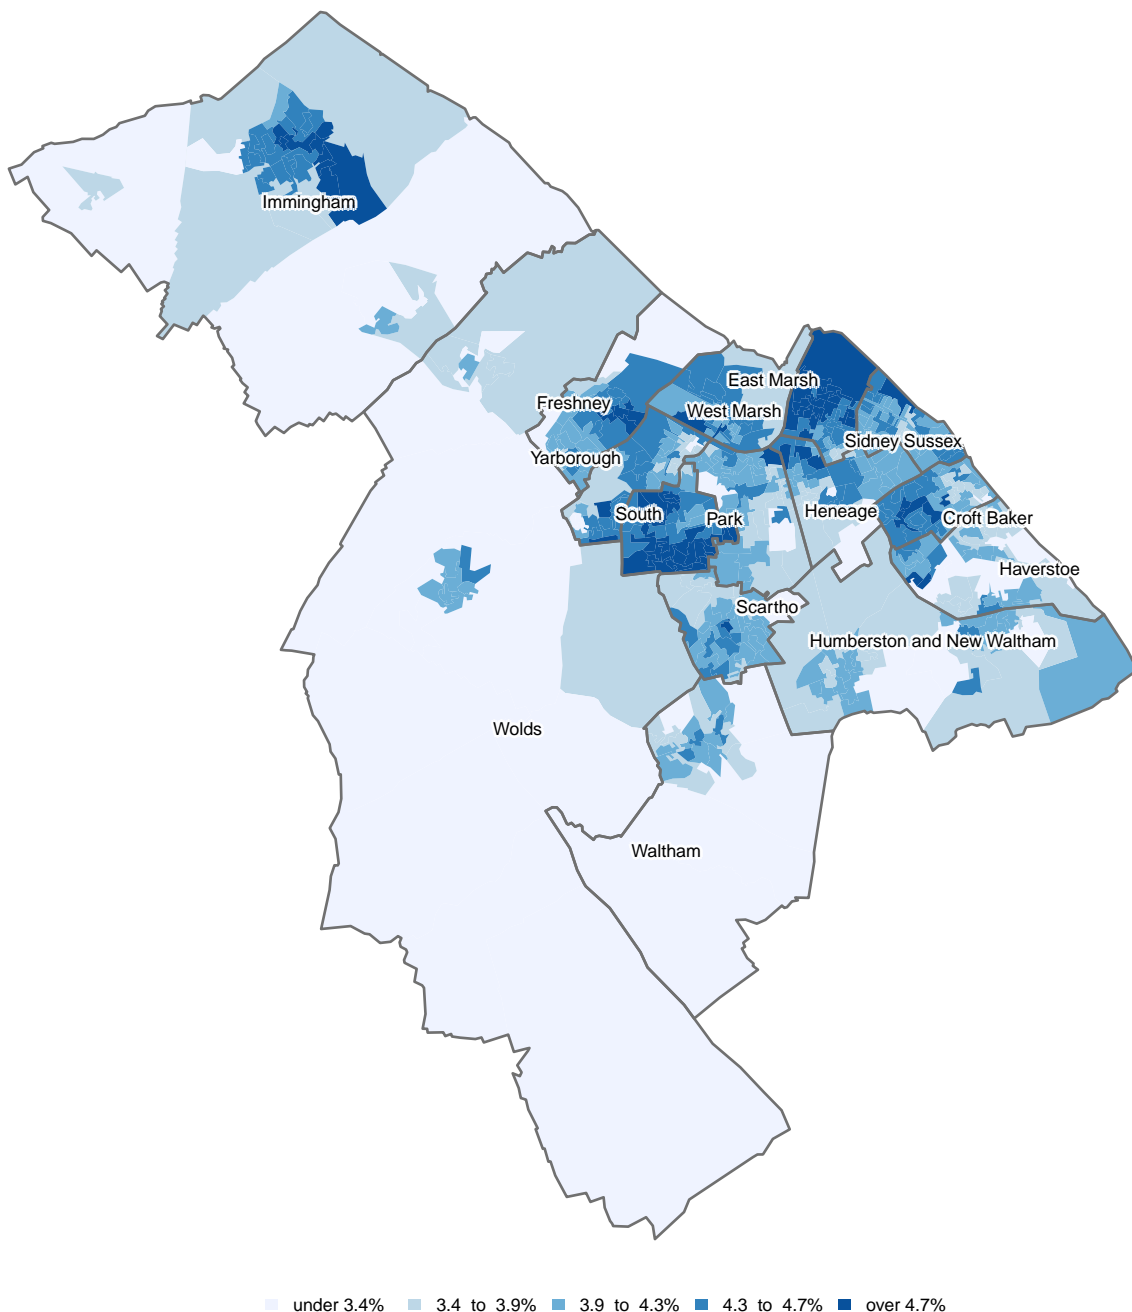 Immingham
East Marsh
Freshney
West Marsh
Sidney Sussex
Yarborough
South
Park
Heneage
Croft Baker
Haverstoe
Scartho
Humberston and New Waltham
Wolds
Waltham
under 3.4% 3.4 to 3.9% 3.9 to 4.3% 4.3 to 4.7% over 4.7%